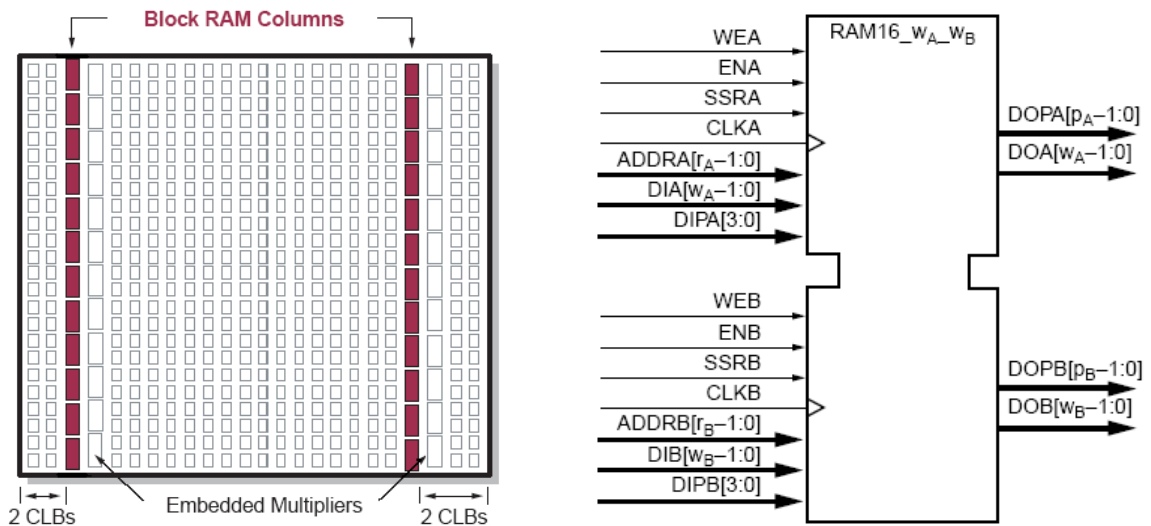 Block RAM Columns
Embedded Multipliers
2 CLBs
2 CLBs
RAM16_wA_wB
WEA
ENA
SSRA
CLKA
ADDRA[rA–1:0]
DIA[wA–1:0]
DIPA[3:0]
DOPA[pA–1:0]
DOA[wA–1:0]
WEB
ENB
SSRB
CLKB
ADDRB[rB–1:0]
DIB[wB–1:0]
DIPB[3:0]
DOPB[pB–1:0]
DOB[wB–1:0]